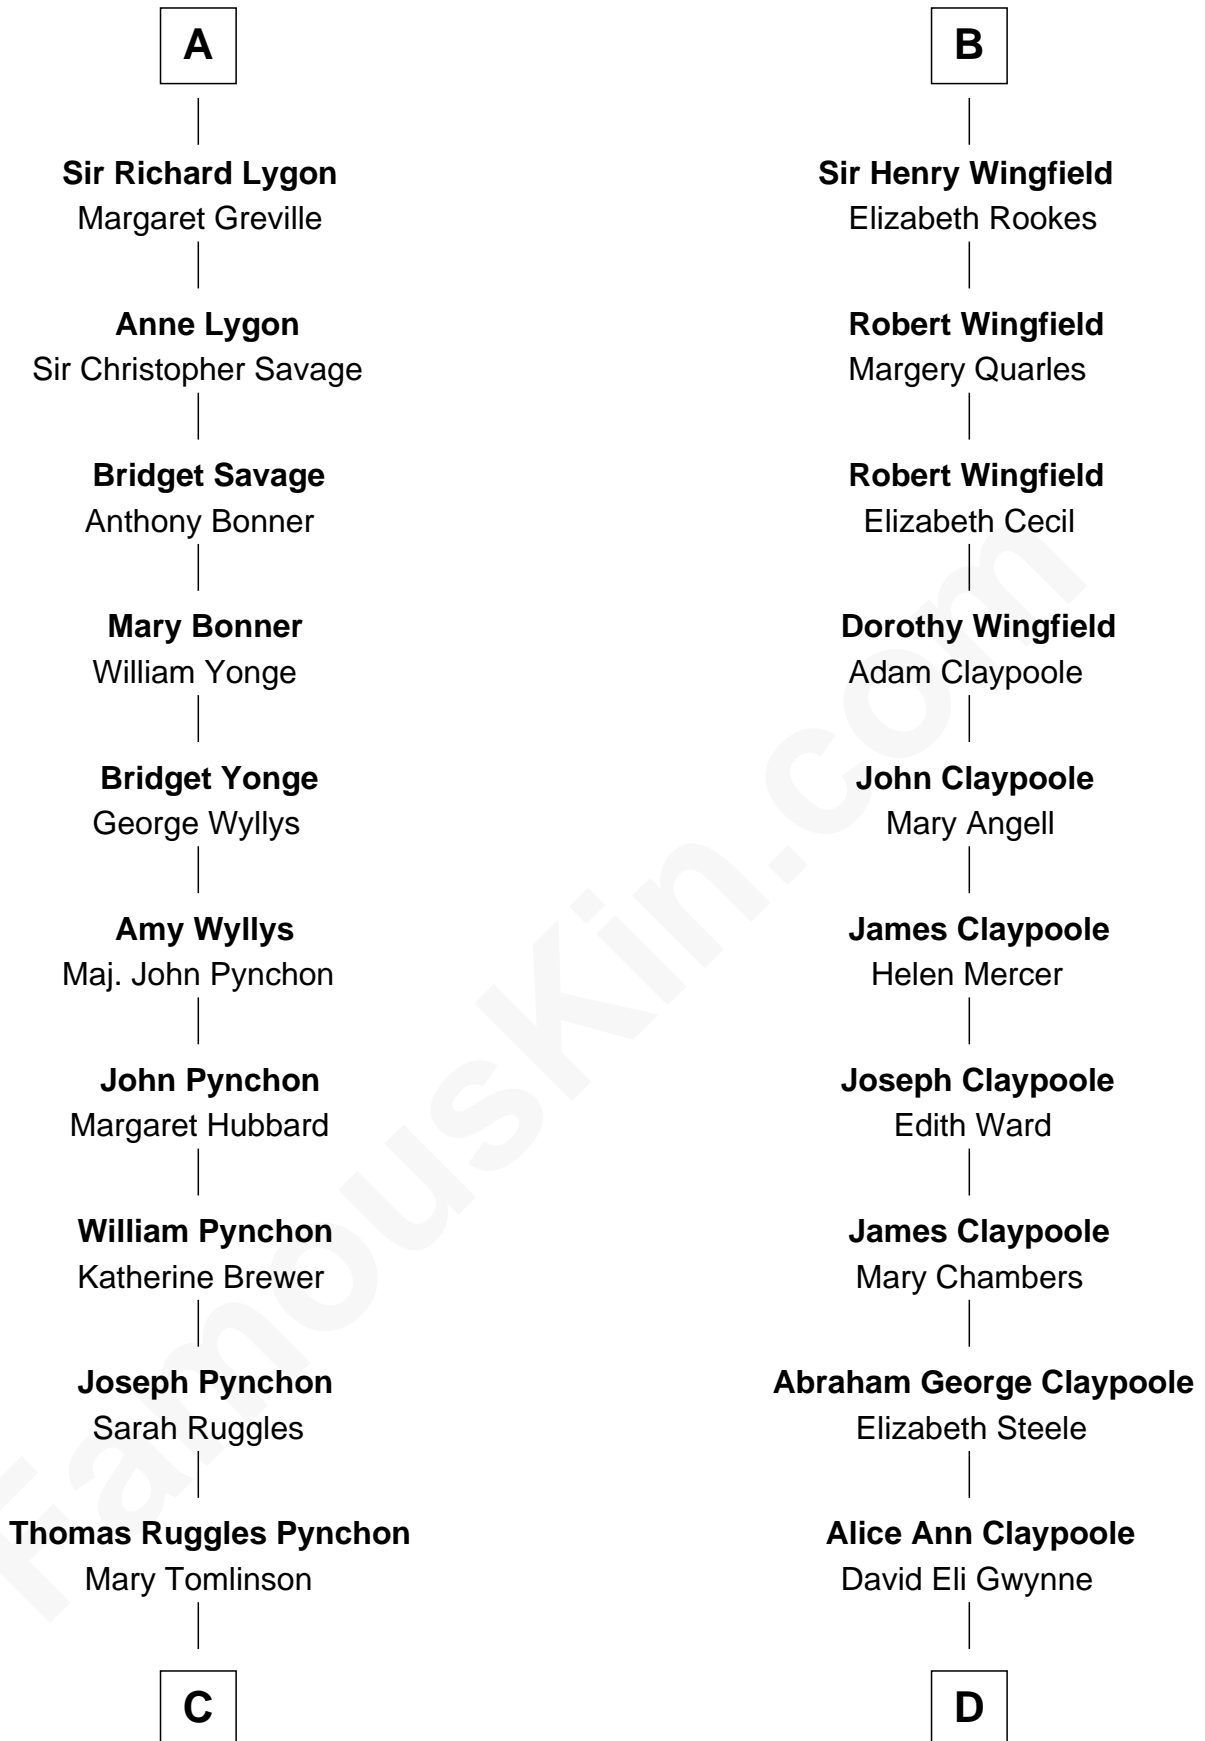 A
Sir Richard Lygon
Margaret Greville
Anne Lygon
Sir Christopher Savage
Bridget Savage
Anthony Bonner
Mary Bonner
William Yonge
Bridget Yonge
George Wyllys
Amy Wyllys
Maj. John Pynchon
John Pynchon
Margaret Hubbard
William Pynchon
Katherine Brewer
Joseph Pynchon
Sarah Ruggles
Thomas Ruggles Pynchon
Mary Tomlinson
C
B
Sir Henry Wingfield
Elizabeth Rookes
Robert Wingfield
Margery Quarles
Robert Wingfield
Elizabeth Cecil
Dorothy Wingfield
Adam Claypoole
John Claypoole
Mary Angell
James Claypoole
Helen Mercer
Joseph Claypoole
Edith Ward
James Claypoole
Mary Chambers
Abraham George Claypoole
Elizabeth Steele
Alice Ann Claypoole
David Eli Gwynne
D
FamousKin.com